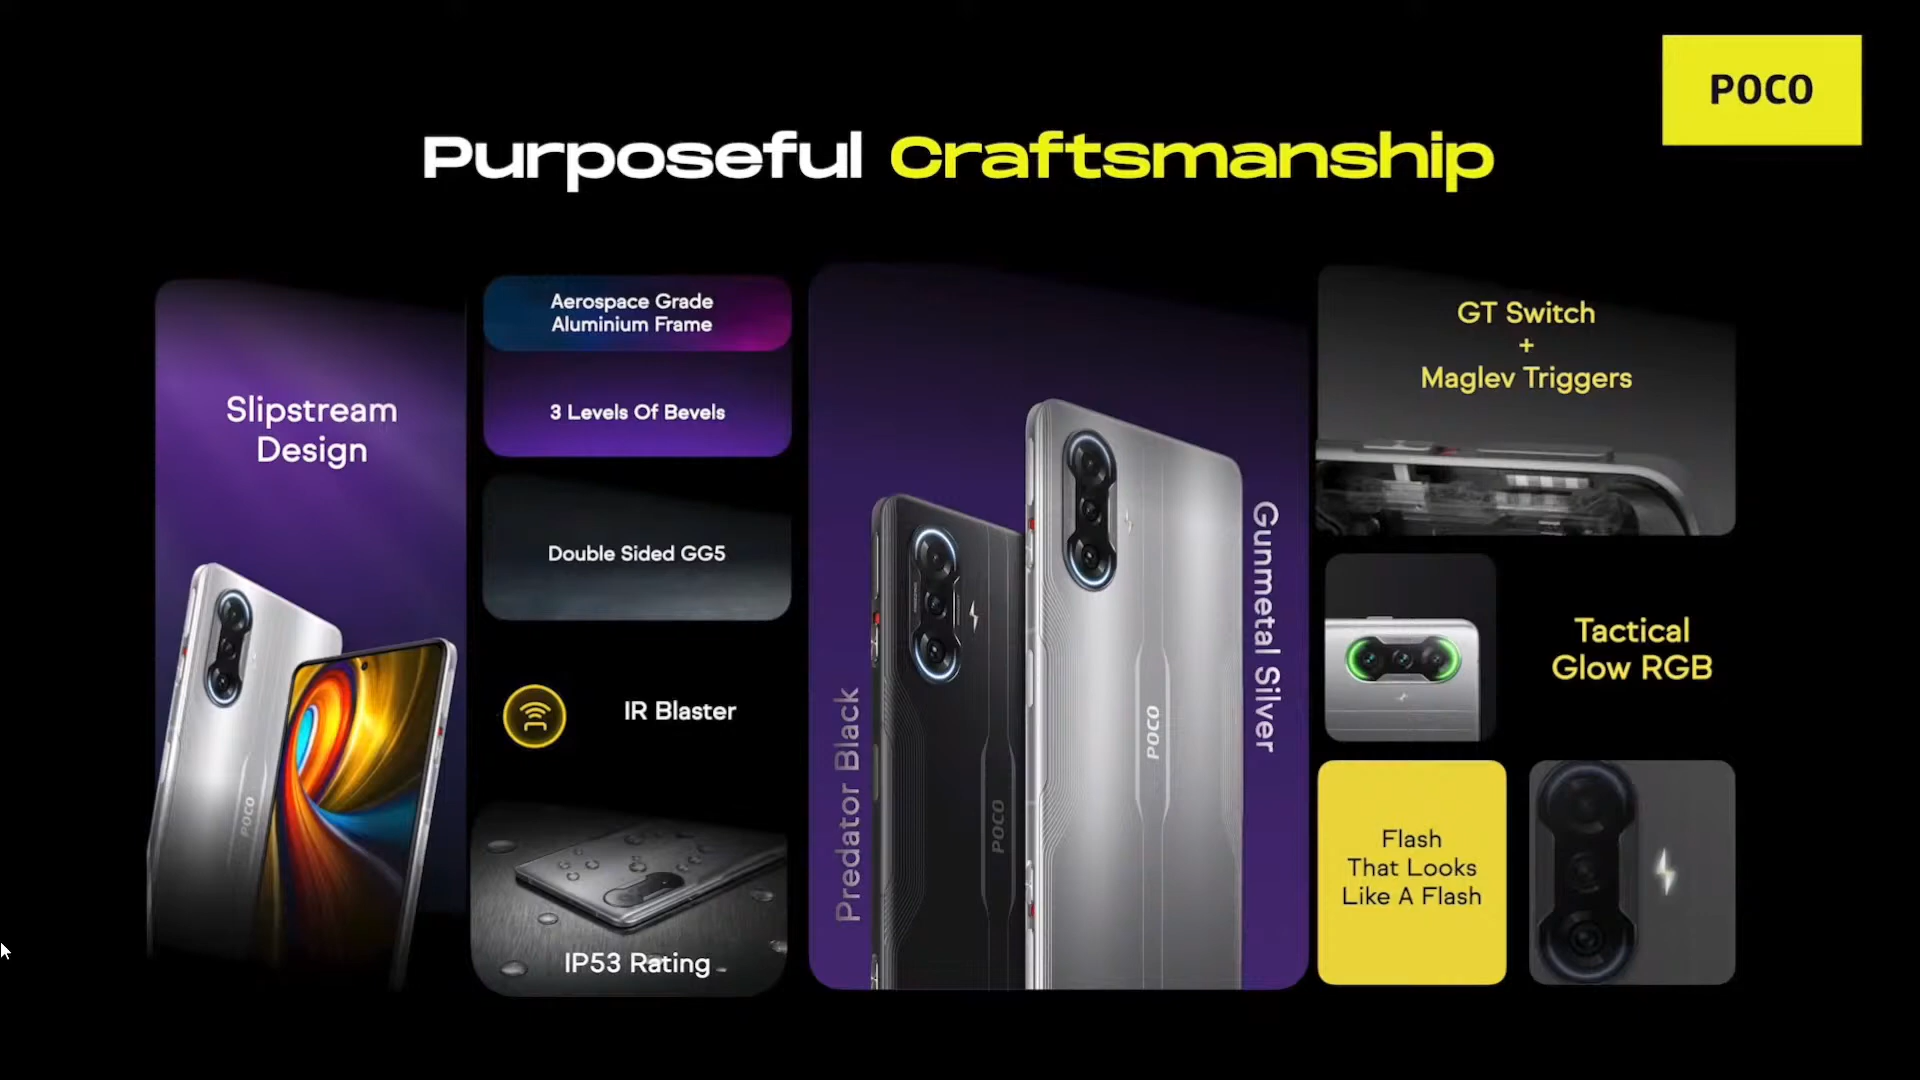 POCO
Purposeful Craftsmanship
Slipstream
Design
POCO
Aerospace Grade
Aluminium Frame
3 Levels Of Bevels
Double Sided GG5
IR Blaster
IP53 Rating
Predator Black
POCO
POCO
Gunmetal Silver
GT Switch
+
Maglev Triggers
Tactical
Glow RGB
Flash
That Looks
Like A Flash